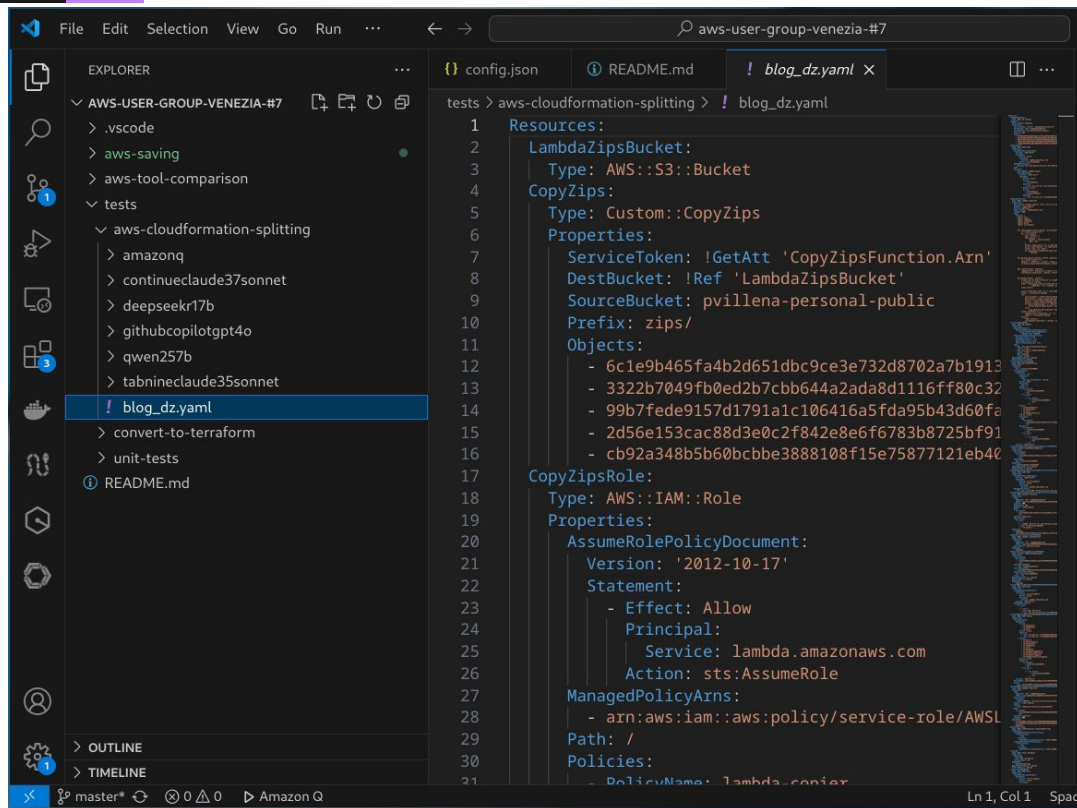 File Edit Selection View Go Run ··· ← → aws-user-group-venezia-#7
EXPLORER ···
AWS-USER-GROUP-VENEZIA-#7
> .vscode
> aws-saving
> aws-tool-comparison
tests
aws-cloudformation-splitting
> amazonq
> continueclaude37sonnet
> deepseekr17b
> githubcopilotgpt4o
> qwen257b
> tabnineclaude35sonnet
! blog_dz.yaml
> convert-to-terraform
> unit-tests
README.md
> OUTLINE
> TIMELINE
1
3
1
{} config.json README.md ! blog_dz.yaml ×
tests > aws-cloudformation-splitting > ! blog_dz.yaml
1 Resources:
2 LambdaZipsBucket:
3 Type: AWS::S3::Bucket
4 CopyZips:
5 Type: Custom::CopyZips
6 Properties:
7 ServiceToken: !GetAtt 'CopyZipsFunction.Arn'
8 DestBucket: !Ref 'LambdaZipsBucket'
9 SourceBucket: pvillena-personal-public
10 Prefix: zips/
11 Objects:
12 - 6c1e9b465fa4b2d651dbc9ce3e732d8702a7b1913
13 - 3322b7049fb0ed2b7cbb644a2ada8d1116ff80c32
14 - 99b7fede9157d1791a1c106416a5fda95b43d60fa
15 - 2d56e153cac88d3e0c2f842e8e6f6783b8725bf91
16 - cb92a348b5b60bcbbe3888108f15e75877121eb40
17 CopyZipsRole:
18 Type: AWS::IAM::Role
19 Properties:
20 AssumeRolePolicyDocument:
21 Version: '2012-10-17'
22 Statement:
23 - Effect: Allow
24 Principal:
25 Service: lambda.amazonaws.com
26 Action: sts:AssumeRole
27 ManagedPolicyArns:
28 - arn:aws:iam::aws:policy/service-role/AWSL
29 Path: /
30 Policies:
31 - PolicyName: lambda-copier
master* 0 0 Amazon Q Ln 1, Col 1 Spac